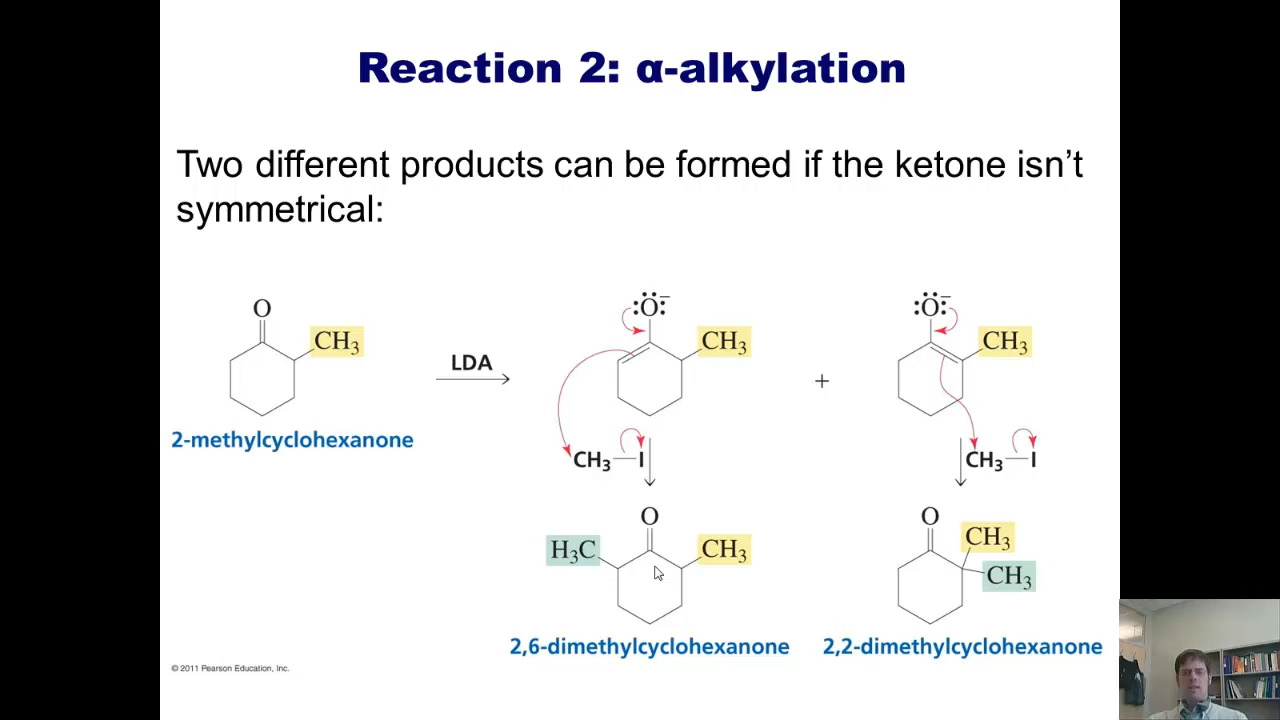 Reaction 2: α-alkylation
Two different products can be formed if the ketone isn't
symmetrical:
O
CH₃
2-methylcyclohexanone
LDA
:Ö:⁻
CH₃
+
:Ö:⁻
CH₃
CH₃—I
CH₃—I
O
H₃C
CH₃
2,6-dimethylcyclohexanone
O
CH₃
CH₃
2,2-dimethylcyclohexanone
© 2011 Pearson Education, Inc.